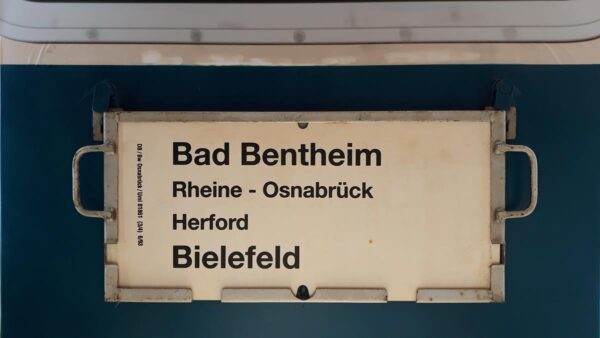 Bad Bentheim
Rheine - Osnabrück
Herford
Bielefeld